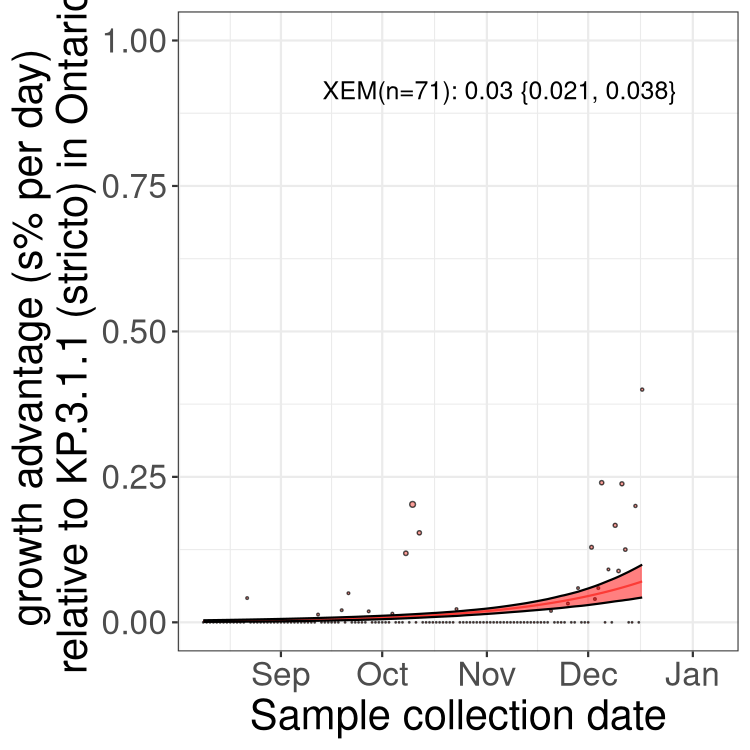 growth advantage (s% per day)
relative to KP.3.1.1 (stricto) in Ontario
1.00
0.75
0.50
0.25
0.00
XEM(n=71): 0.03 {0.021, 0.038}
Sep Oct Nov Dec Jan
Sample collection date